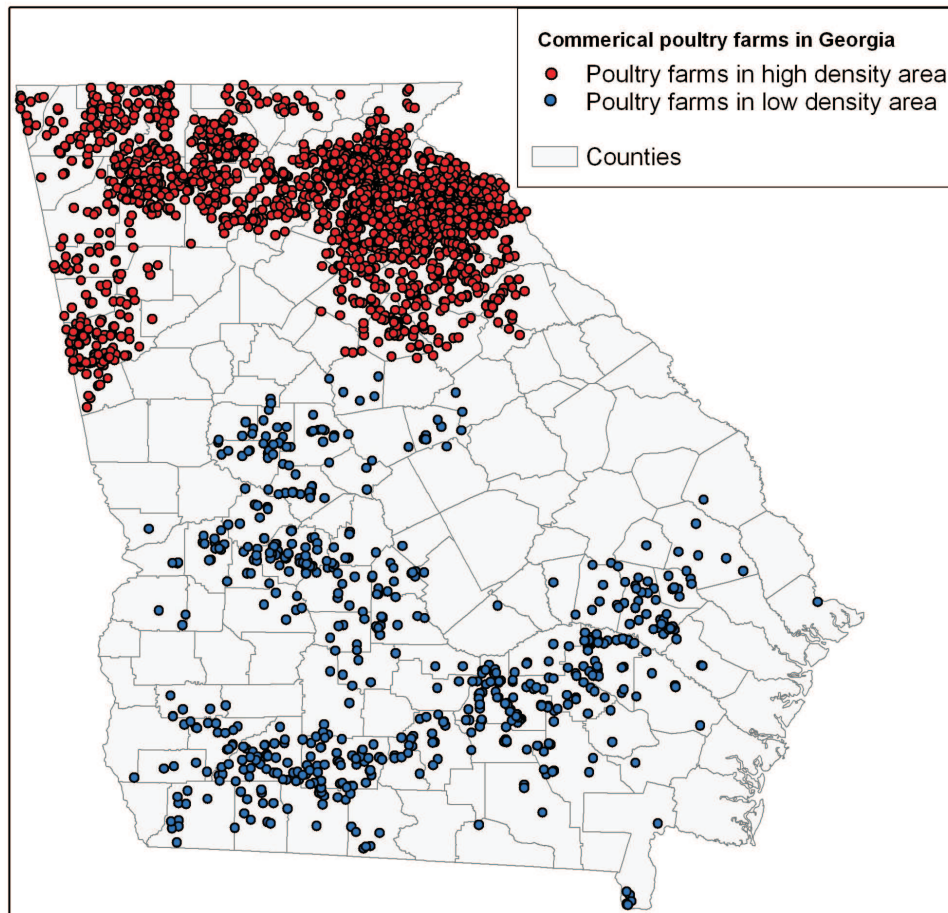 Commerical poultry farms in Georgia
Poultry farms in high density area
Poultry farms in low density area
Counties